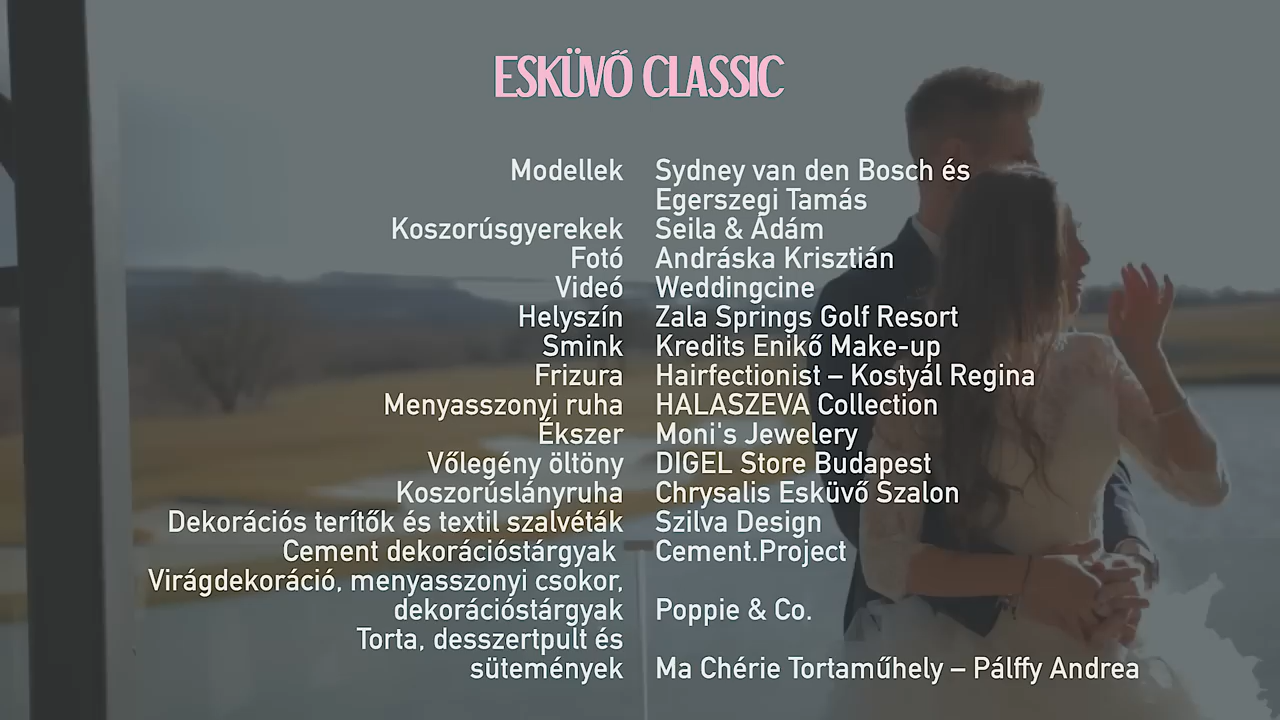 ESKÜVŐ CLASSIC
Modellek Sydney van den Bosch és
Egerszegi Tamás
Koszorúsgyerekek Seila & Ádám
Fotó Andráska Krisztián
Videó Weddingcine
Helyszín Zala Springs Golf Resort
Smink Kredits Enikő Make-up
Frizura Hairfectionist – Kostyál Regina
Menyasszonyi ruha HALASZEVA Collection
Ékszer Moni's Jewelery
Vőlegény öltöny DIGEL Store Budapest
Koszorúslányruha Chrysalis Esküvő Szalon
Dekorációs terítők és textil szalvéták Szilva Design
Cement dekorációstárgyak Cement.Project
Virágdekoráció, menyasszonyi csokor,
dekorációstárgyak Poppie & Co.
Torta, desszertpult és
sütemények Ma Chérie Tortaműhely – Pálffy Andrea